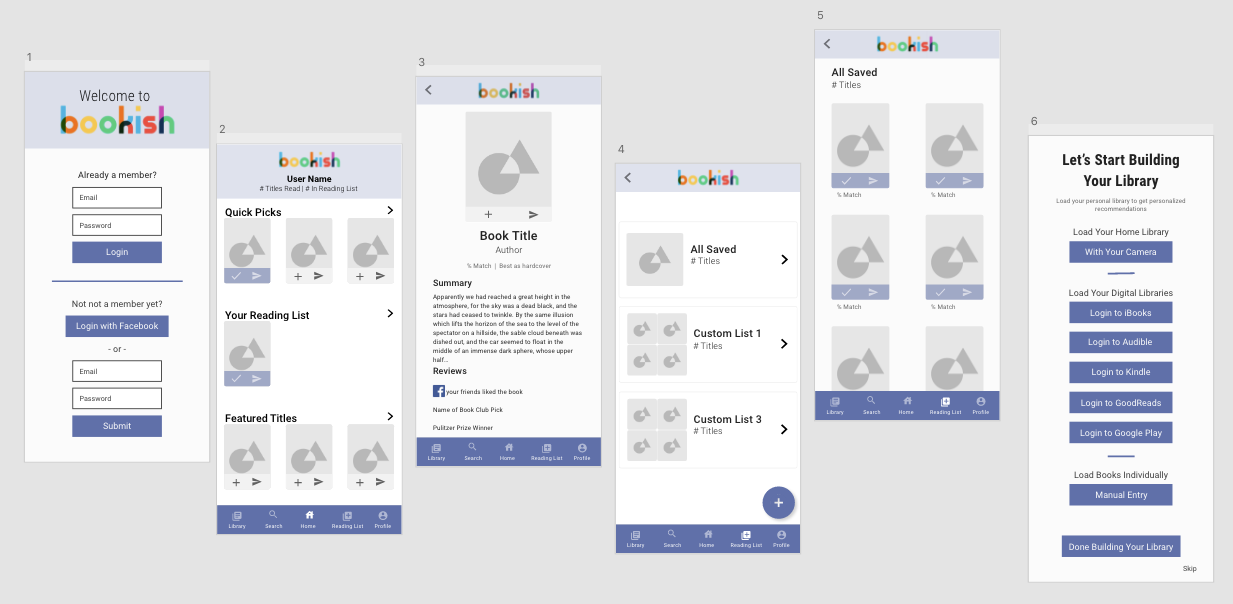 1
Welcome to
bookish
Already a member?
Email
Password
Login
Not not a member yet?
Login with Facebook
- or -
Email
Password
Submit
2
bookish
User Name
# Titles Read | # In Reading List
Quick Picks
Your Reading List
Featured Titles
Library Search Home Reading List Profile
3
bookish
Book Title
Author
% Match | Best as hardcover
Summary
Apparently we had reached a great height in the
atmosphere, for the sky was a dead black, and the
stars had ceased to twinkle. By the same illusion
which lifts the horizon of the sea to the level of the
spectator on a hillside, the sable cloud beneath was
dished out, and the car seemed to float in the
middle of an immense dark sphere, whose upper
half...
Reviews
f your friends liked the book
Name of Book Club Pick
Pulitzer Prize Winner
Library Search Home Reading List Profile
4
bookish
All Saved
# Titles
Custom List 1
# Titles
Custom List 3
# Titles
+
Library Search Home Reading List Profile
5
bookish
All Saved
# Titles
% Match % Match
% Match % Match
Library Search Home Reading List Profile
6
Let's Start Building
Your Library
Load your personal library to get personalized
recommendations
Load Your Home Library
With Your Camera
Load Your Digital Libraries
Login to iBooks
Login to Audible
Login to Kindle
Login to GoodReads
Login to Google Play
Load Books Individually
Manual Entry
Done Building Your Library
Skip